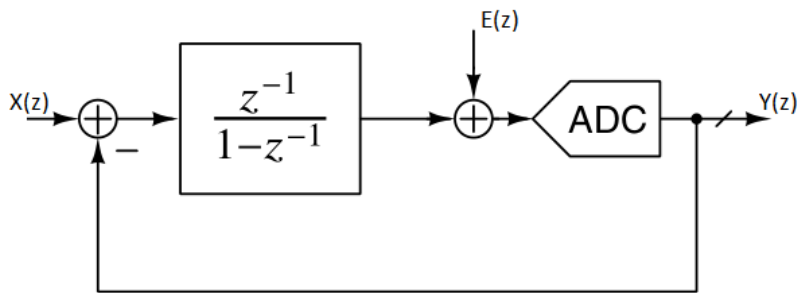 E(z)
X(z)
z⁻¹
1−z⁻¹
ADC
Y(z)
+
−
+